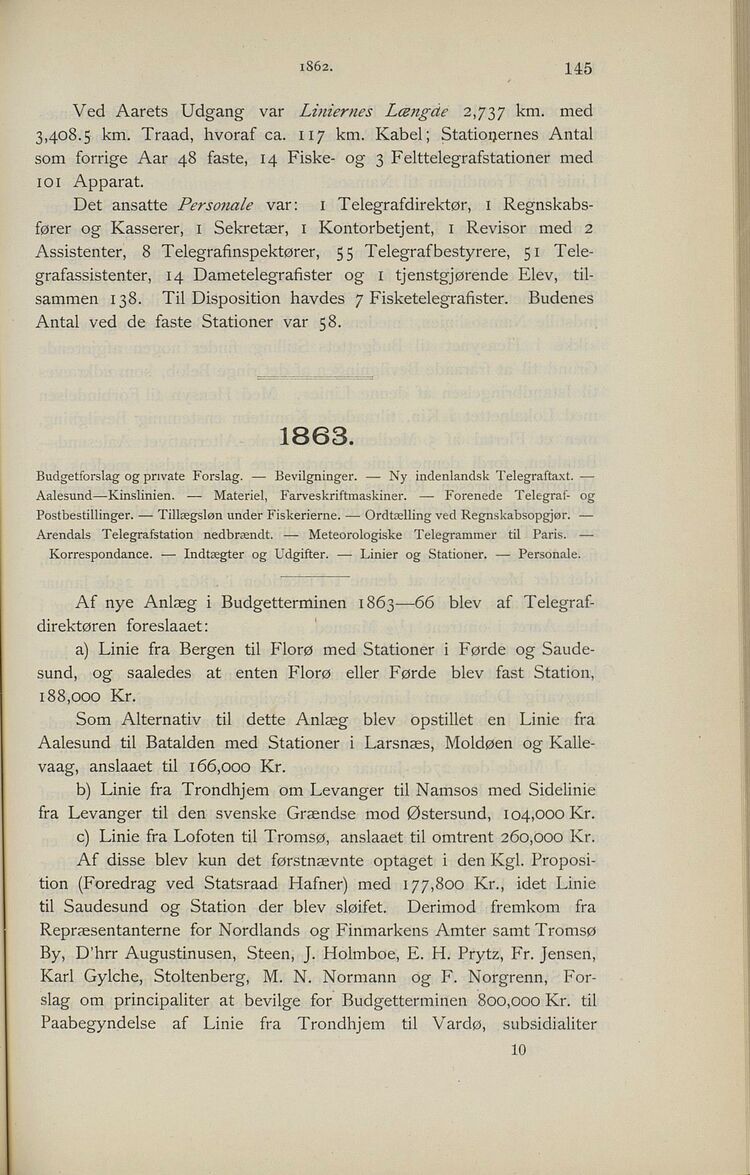 1862.
145
Ved Aarets Udgang var Liniernes Længde 2,737 km. med
3,408.5 km. Traad, hvoraf ca. 117 km. Kabel; Stationernes Antal
som forrige Aar 48 faste, 14 Fiske- og 3 Felttelegrafstationer med
101 Apparat.
Det ansatte Personale var: 1 Telegrafdirektør, 1 Regnskabs-
fører og Kasserer, 1 Sekretær, 1 Kontorbetjent, 1 Revisor med 2
Assistenter, 8 Telegrafinspektører, 55 Telegrafbestyrere, 51 Tele-
grafassistenter, 14 Dametelegrafister og 1 tjenstgjørende Elev, til-
sammen 138. Til Disposition havdes 7 Fisketelegrafister. Budenes
Antal ved de faste Stationer var 58.
1863.
Budgetforslag og private Forslag. — Bevilgninger. — Ny indenlandsk Telegraftaxt. —
Aalesund—Kinslinien. — Materiel, Farveskriftmaskiner. — Forenede Telegraf- og
Postbestillinger. — Tillægsløn under Fiskerierne. — Ordtælling ved Regnskabsopgjør. —
Arendals Telegrafstation nedbrændt. — Meteorologiske Telegrammer til Paris. —
Korrespondance. — Indtægter og Udgifter. — Linier og Stationer. — Personale.
Af nye Anlæg i Budgetterminen 1863—66 blev af Telegraf-
direktøren foreslaaet:
a) Linie fra Bergen til Florø med Stationer i Førde og Saude-
sund, og saaledes at enten Florø eller Førde blev fast Station,
188,000 Kr.
Som Alternativ til dette Anlæg blev opstillet en Linie fra
Aalesund til Batalden med Stationer i Larsnæs, Moldøen og Kalle-
vaag, anslaaet til 166,000 Kr.
b) Linie fra Trondhjem om Levanger til Namsos med Sidelinie
fra Levanger til den svenske Grændse mod Østersund, 104,000 Kr.
c) Linie fra Lofoten til Tromsø, anslaaet til omtrent 260,000 Kr.
Af disse blev kun det førstnævnte optaget i den Kgl. Proposi-
tion (Foredrag ved Statsraad Hafner) med 177,800 Kr., idet Linie
til Saudesund og Station der blev sløifet. Derimod fremkom fra
Repræsentanterne for Nordlands og Finmarkens Amter samt Tromsø
By, D'hrr Augustinusen, Steen, J. Holmboe, E. H. Prytz, Fr. Jensen,
Karl Gylche, Stoltenberg, M. N. Normann og F. Norgrenn, For-
slag om principaliter at bevilge for Budgetterminen 800,000 Kr. til
Paabegyndelse af Linie fra Trondhjem til Vardø, subsidialiter
10